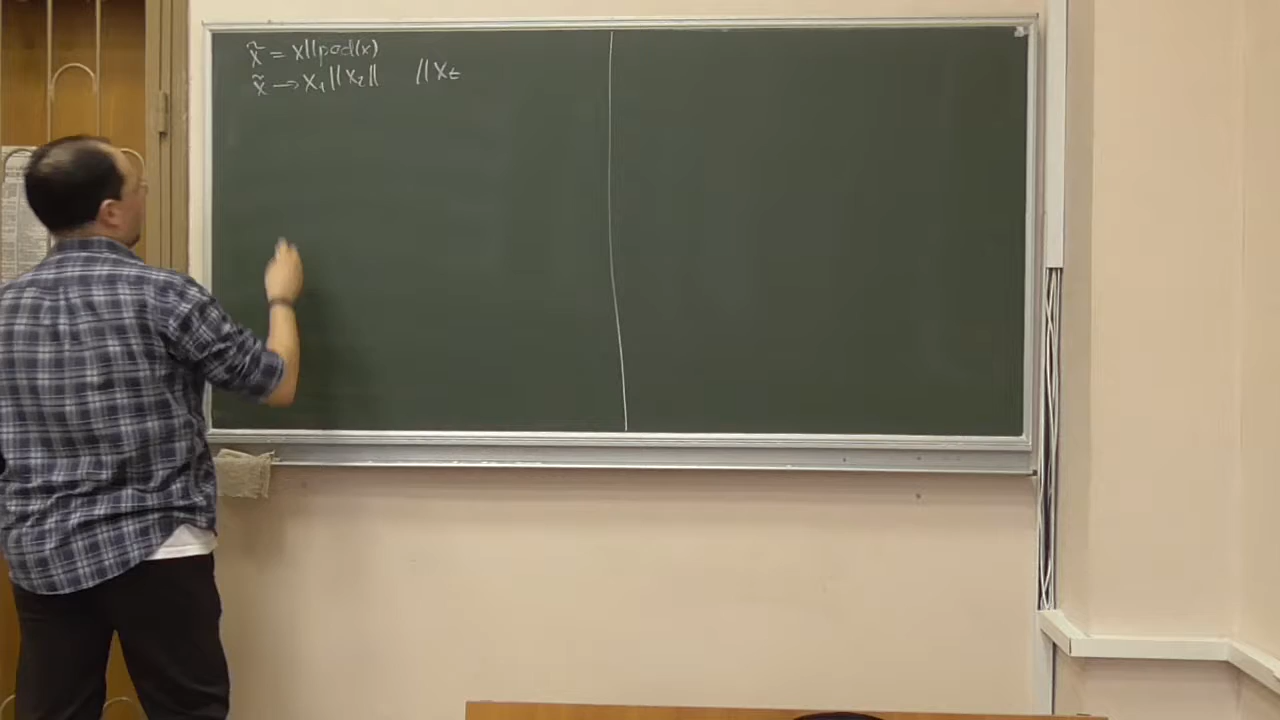 x̃ = x||pad(x)
x̃ → x₁||x₂|| ||xₜ